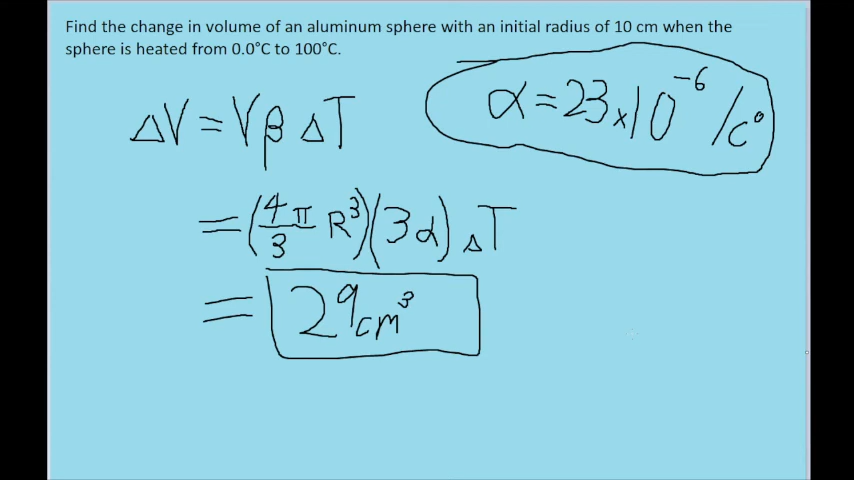 Find the change in volume of an aluminum sphere with an initial radius of 10 cm when the
sphere is heated from 0.0°C to 100°C.
α = 23 x 10⁻⁶ /c°
ΔV = Vβ ΔT
= (4/3 π R³)(3α) ΔT
= 29 cm³